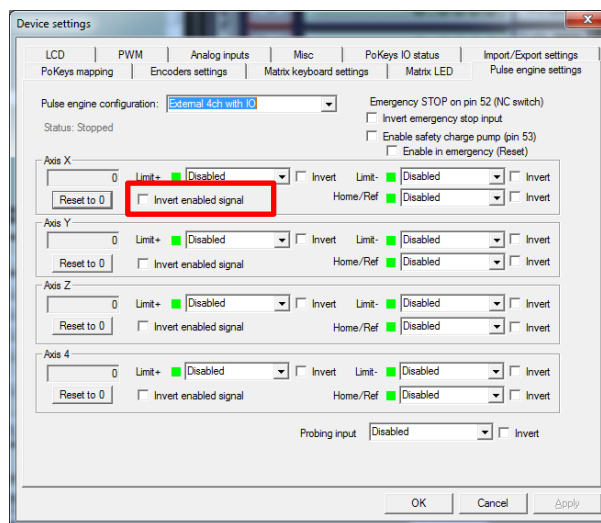 Device settings
LCD PWM Analog inputs Misc PoKeys IO status Import/Export settings
PoKeys mapping Encoders settings Matrix keyboard settings Matrix LED Pulse engine settings
Pulse engine configuration: External 4ch with IO Emergency STOP on pin 52 (NC switch)
Invert emergency stop input
Status: Stopped
Enable safety charge pump (pin 53)
Enable in emergency (Reset)
Axis X
0 Limit+ Disabled Invert Limit- Disabled Invert
Reset to 0 Invert enabled signal Home/Ref Disabled Invert
Axis Y
0 Limit+ Disabled Invert Limit- Disabled Invert
Reset to 0 Invert enabled signal Home/Ref Disabled Invert
Axis Z
0 Limit+ Disabled Invert Limit- Disabled Invert
Reset to 0 Invert enabled signal Home/Ref Disabled Invert
Axis 4
0 Limit+ Disabled Invert Limit- Disabled Invert
Reset to 0 Invert enabled signal Home/Ref Disabled Invert
Probing input Disabled Invert
OK Cancel Apply